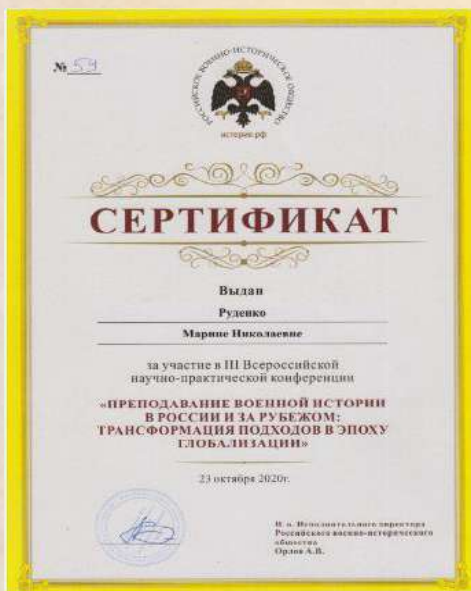 № 59
РОССИЙСКОЕ ВОЕННО-ИСТОРИЧЕСКОЕ ОБЩЕСТВО
история.рф
СЕРТИФИКАТ
Выдан
Руденко
Марине Николаевне
за участие в III Всероссийской
научно-практической конференции
«ПРЕПОДАВАНИЕ ВОЕННОЙ ИСТОРИИ
В РОССИИ И ЗА РУБЕЖОМ:
ТРАНСФОРМАЦИЯ ПОДХОДОВ В ЭПОХУ
ГЛОБАЛИЗАЦИИ»
23 октября 2020г.
И. о. Исполнительного директора
Российского военно-исторического
общества
Орлов А.В.